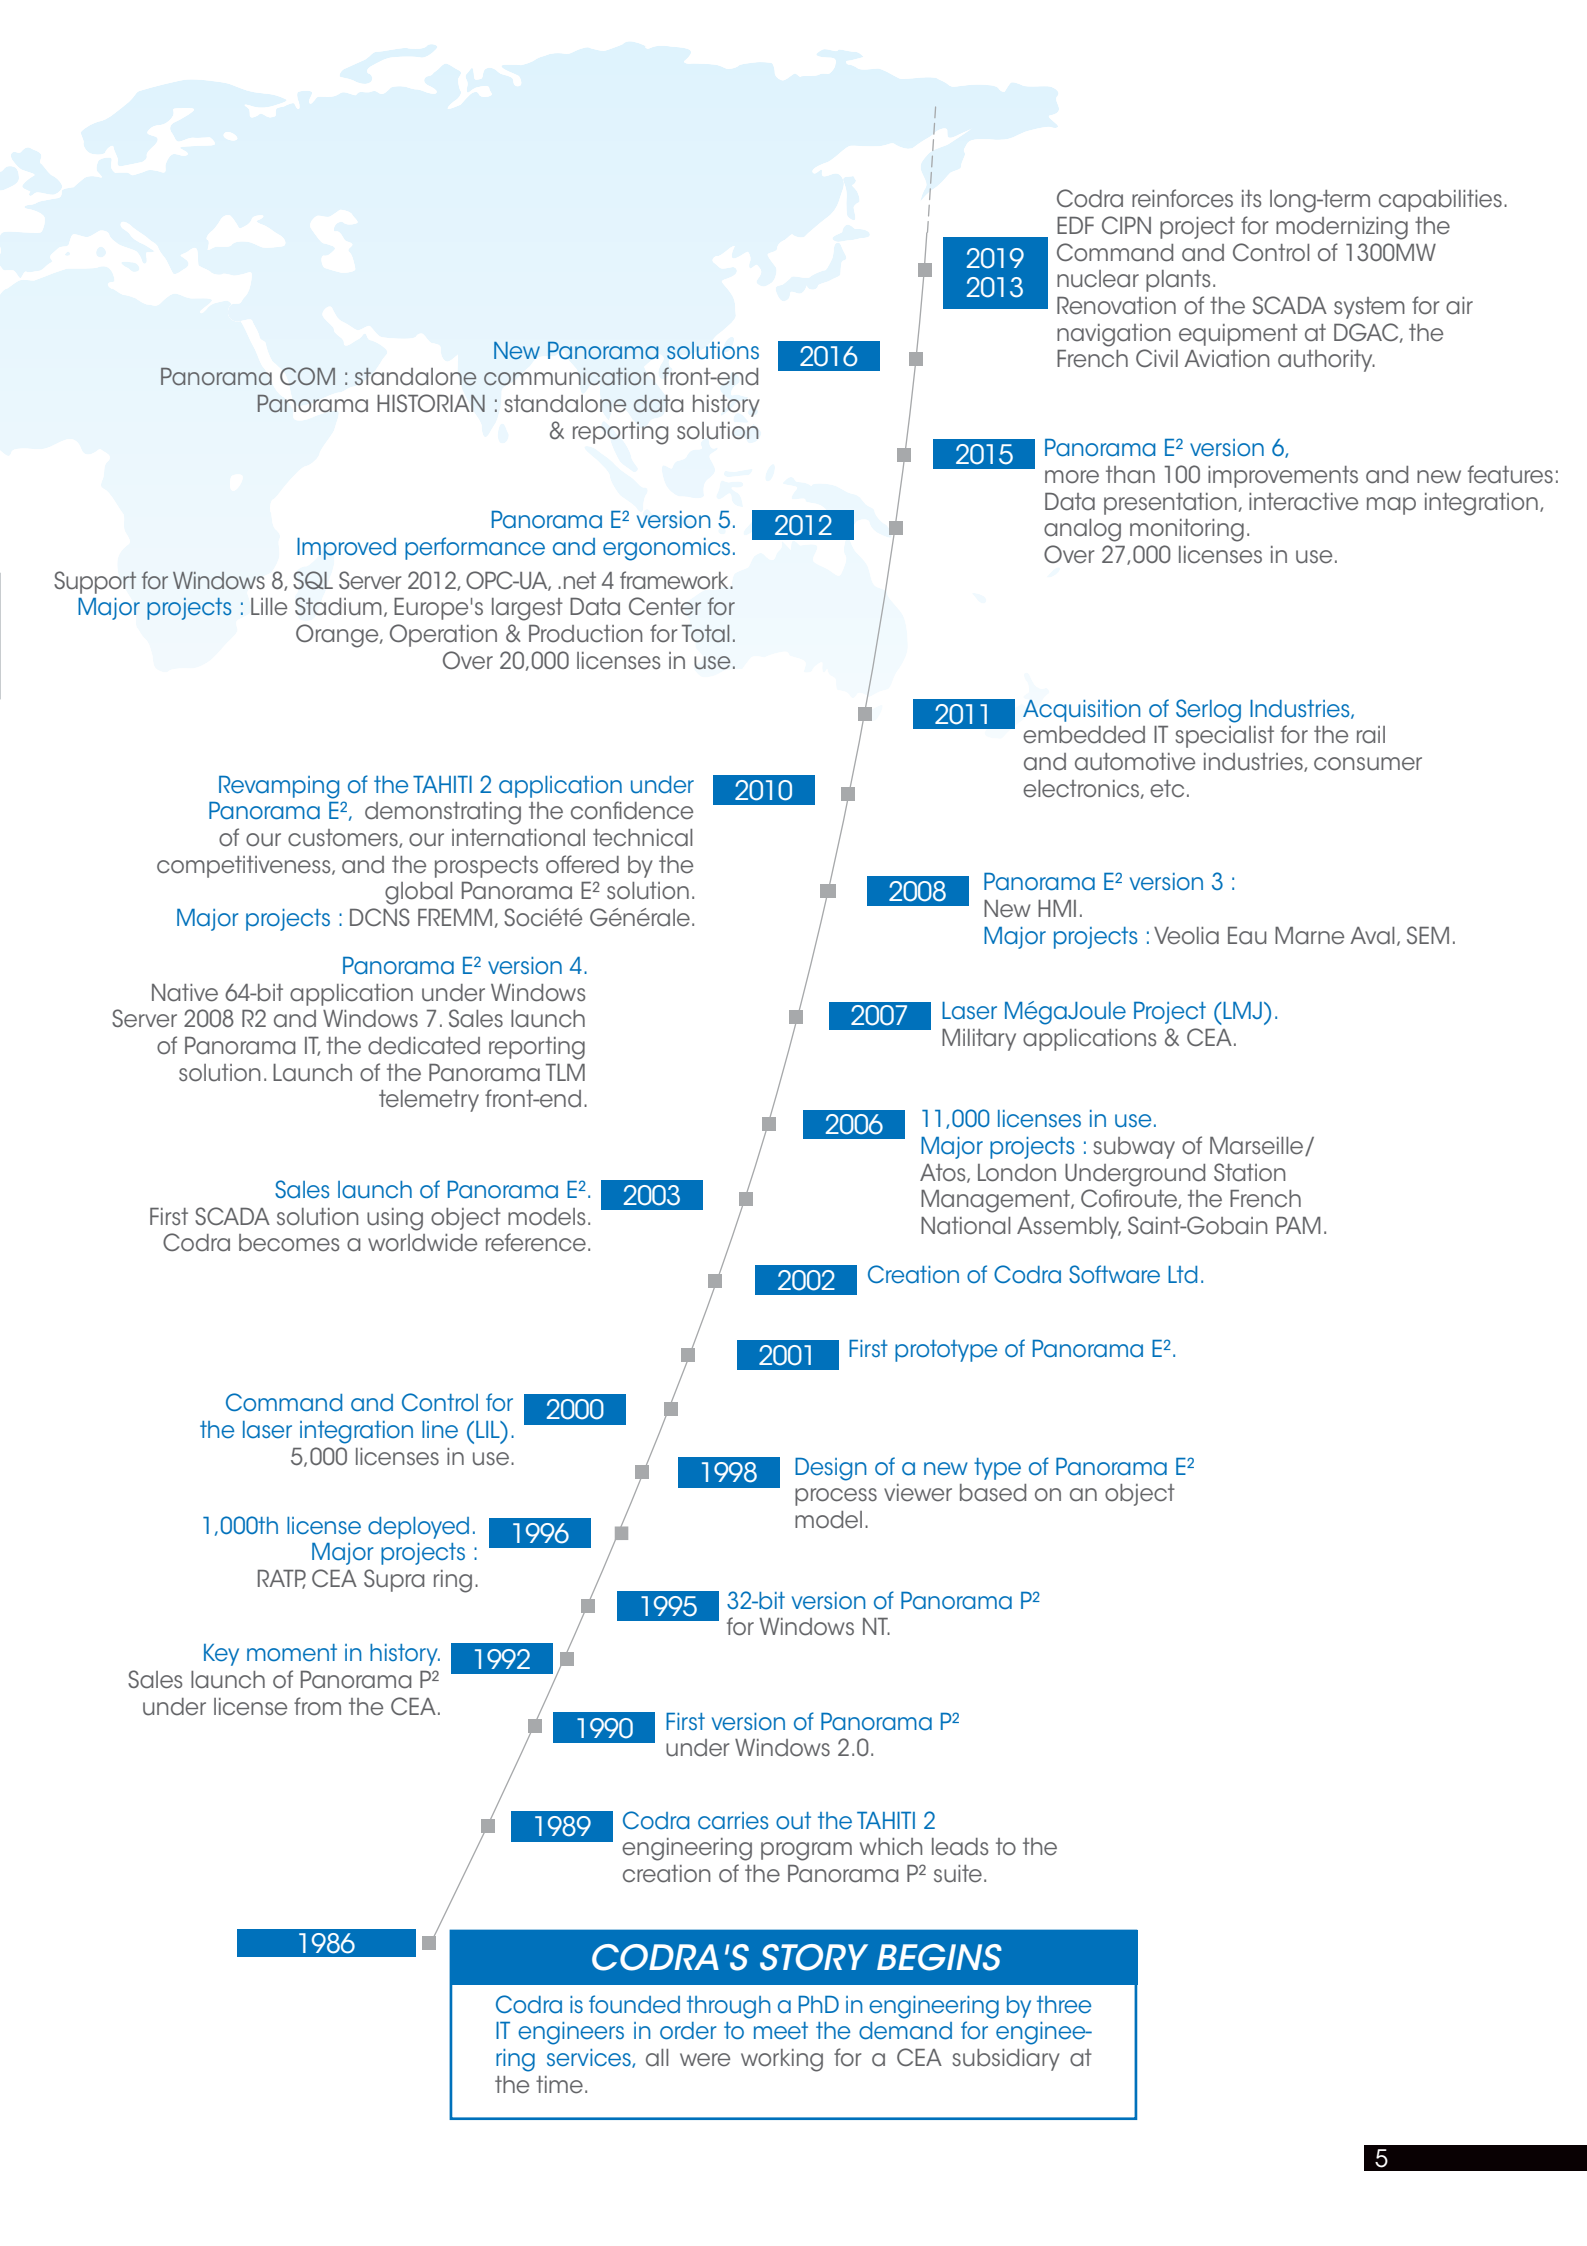 2019
2013
Codra reinforces its long-term capabilities.
EDF CIPN project for modernizing the
Command and Control of 1300MW
nuclear plants.
Renovation of the SCADA system for air
navigation equipment at DGAC, the
French Civil Aviation authority.
New Panorama solutions
2016
Panorama COM : standalone communication front-end
Panorama HISTORIAN : standalone data history
& reporting solution
2015
Panorama E² version 6,
more than 100 improvements and new features:
Data presentation, interactive map integration,
analog monitoring.
Over 27,000 licenses in use.
Panorama E² version 5.
2012
Improved performance and ergonomics.
Support for Windows 8, SQL Server 2012, OPC-UA, .net 4 framework.
Major projects : Lille Stadium, Europe's largest Data Center for
Orange, Operation & Production for Total.
Over 20,000 licenses in use.
2011
Acquisition of Serlog Industries,
embedded IT specialist for the rail
and automotive industries, consumer
electronics, etc.
Revamping of the TAHITI 2 application under
2010
Panorama E², demonstrating the confidence
of our customers, our international technical
competitiveness, and the prospects offered by the
global Panorama E² solution.
Major projects : DCNS FREMM, Société Générale.
Panorama E² version 4.
Native 64-bit application under Windows
Server 2008 R2 and Windows 7. Sales launch
of Panorama IT, the dedicated reporting
solution. Launch of the Panorama TLM
telemetry front-end.
2008
Panorama E² version 3 :
New HMI.
Major projects : Veolia Eau Marne Aval, SEM.
2007
Laser MégaJoule Project (LMJ).
Military applications & CEA.
2006
11,000 licenses in use.
Major projects : subway of Marseille/
Atos, London Underground Station
Management, Cofiroute, the French
National Assembly, Saint-Gobain PAM.
Sales launch of Panorama E².
2003
First SCADA solution using object models.
Codra becomes a worldwide reference.
2002
Creation of Codra Software Ltd.
2001
First prototype of Panorama E².
Command and Control for
2000
the laser integration line (LIL).
5,000 licenses in use.
1998
Design of a new type of Panorama E²
process viewer based on an object
model.
1,000th license deployed.
1996
Major projects :
RATP, CEA Supra ring.
1995
32-bit version of Panorama P²
for Windows NT.
Key moment in history.
1992
Sales launch of Panorama P²
under license from the CEA.
1990
First version of Panorama P²
under Windows 2.0.
1989
Codra carries out the TAHITI 2
engineering program which leads to the
creation of the Panorama P² suite.
1986
CODRA'S STORY BEGINS
Codra is founded through a PhD in engineering by three
IT engineers in order to meet the demand for enginee-
ring services, all were working for a CEA subsidiary at
the time.
5